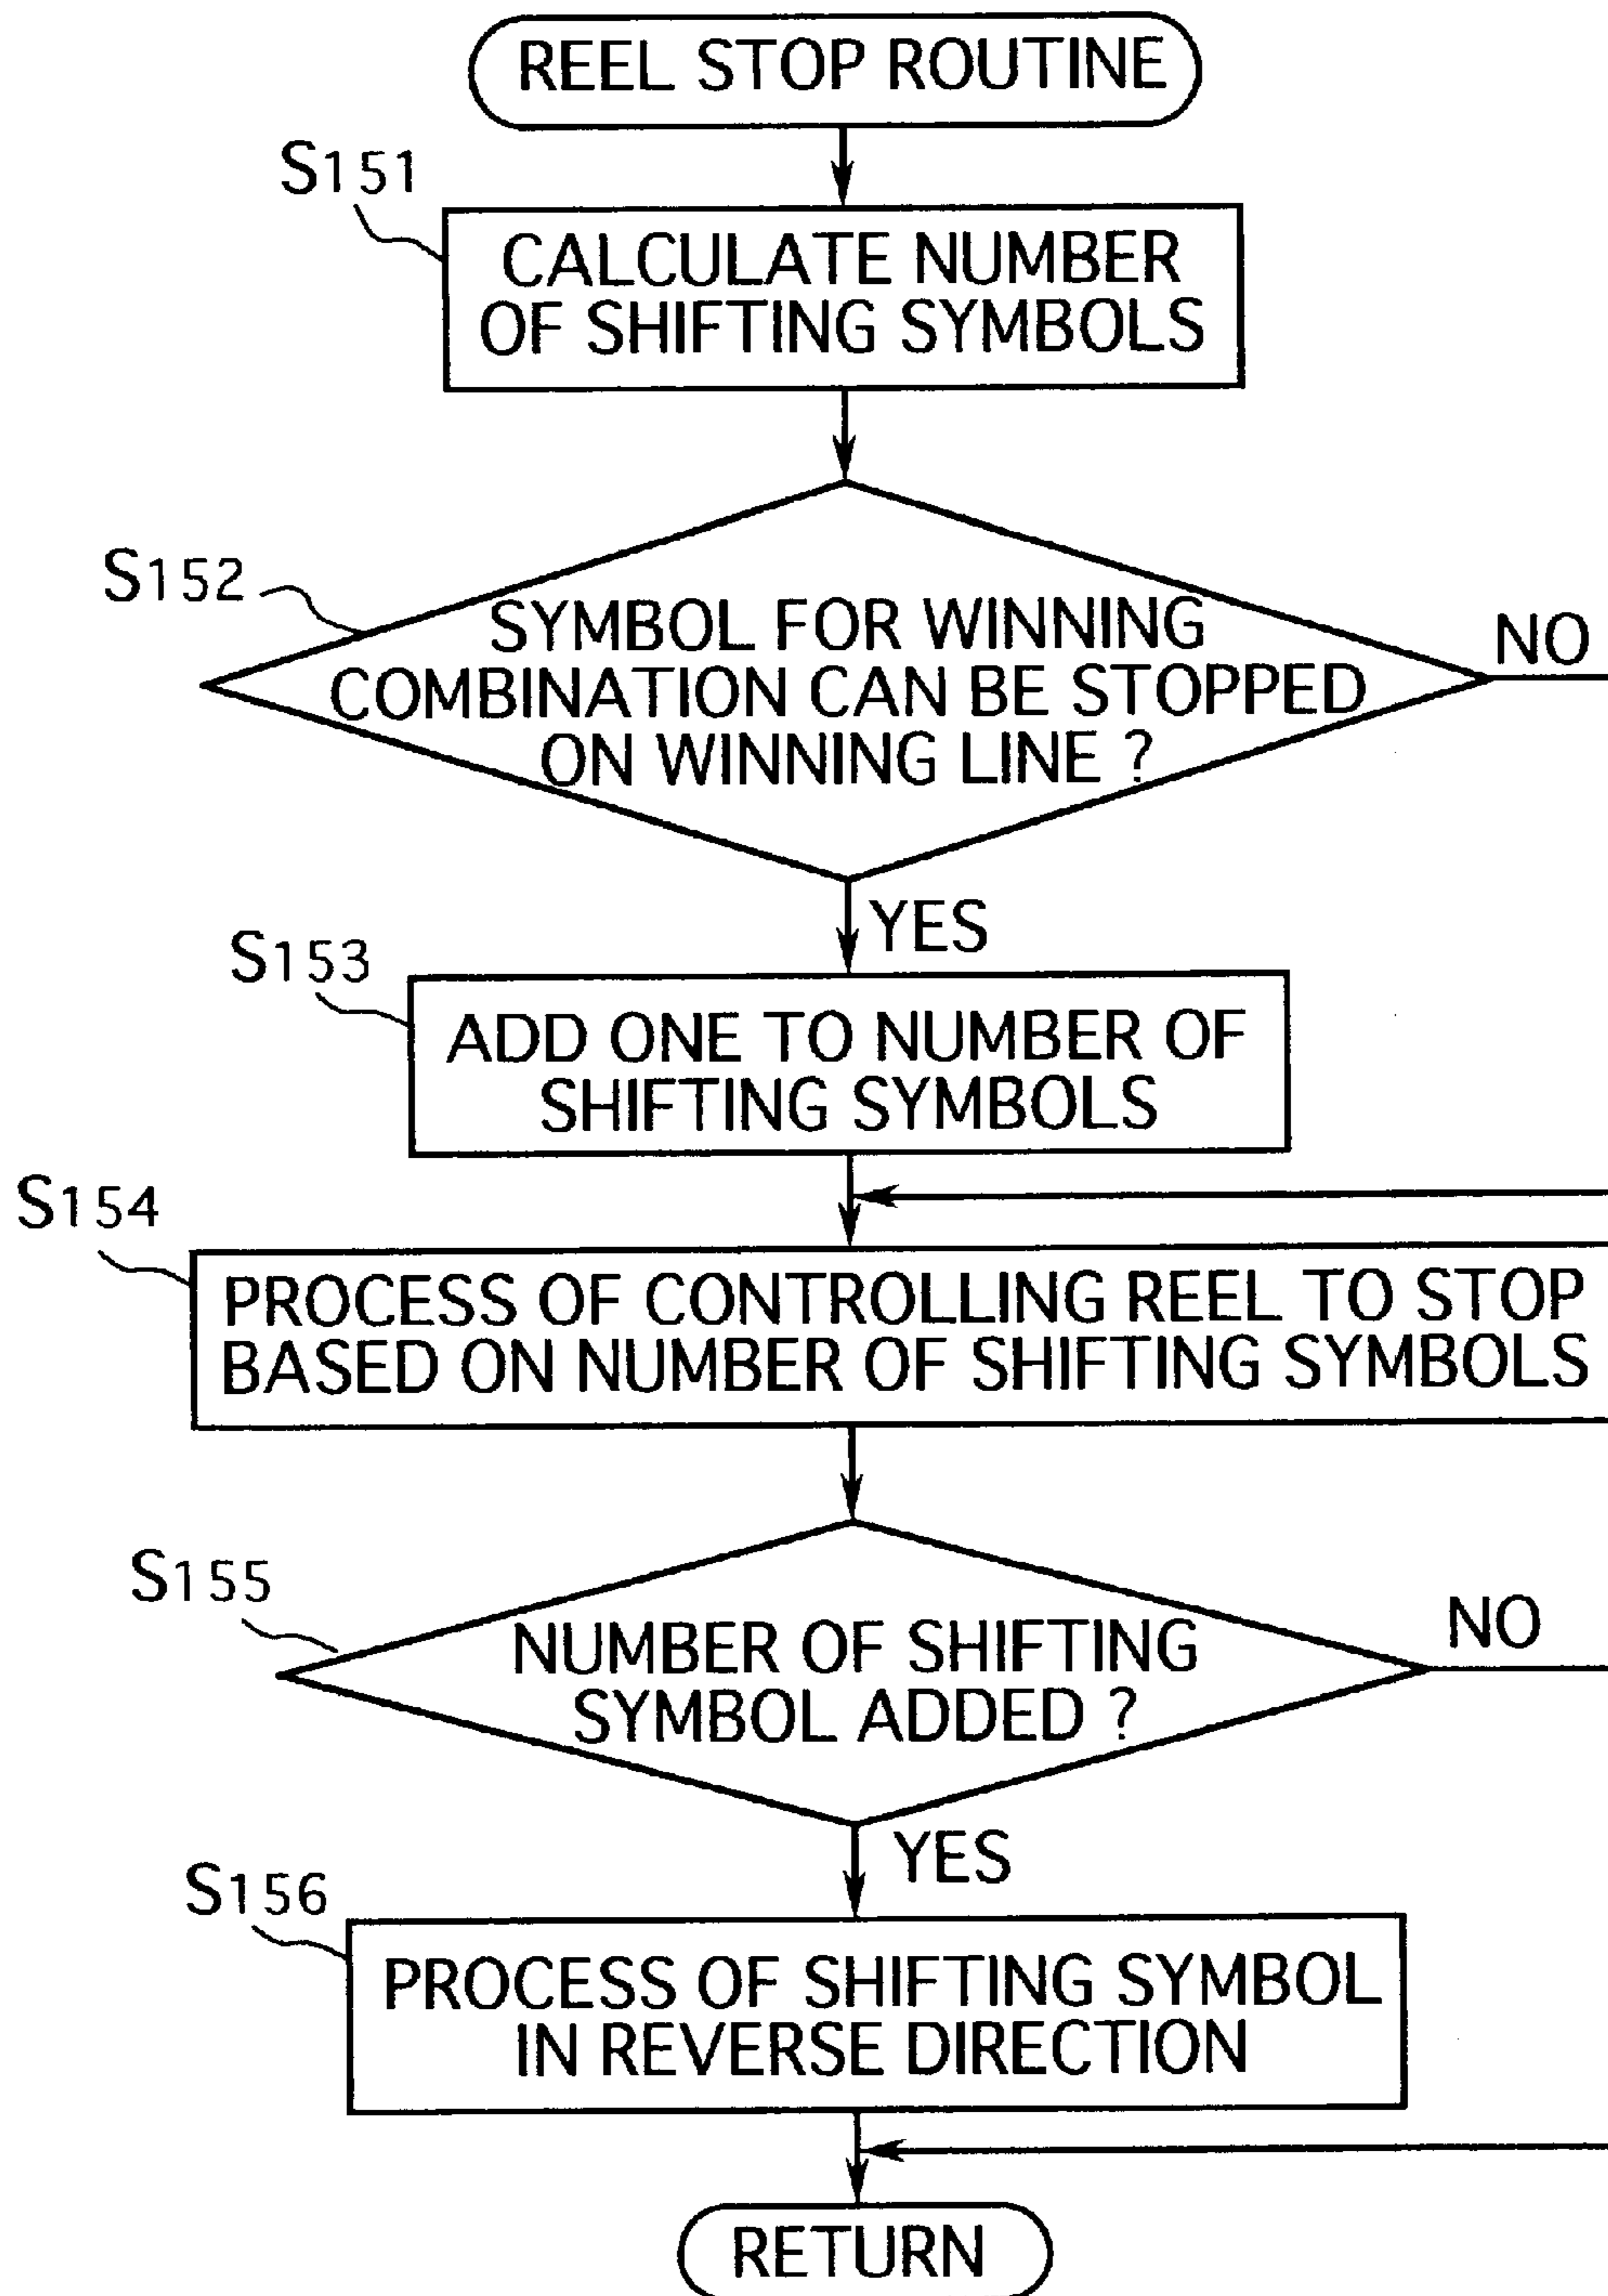 REEL STOP ROUTINE
S151
CALCULATE NUMBER
OF SHIFTING SYMBOLS
S152
SYMBOL FOR WINNING
COMBINATION CAN BE STOPPED
ON WINNING LINE ?
NO
YES
S153
ADD ONE TO NUMBER OF
SHIFTING SYMBOLS
S154
PROCESS OF CONTROLLING REEL TO STOP
BASED ON NUMBER OF SHIFTING SYMBOLS
S155
NUMBER OF SHIFTING
SYMBOL ADDED ?
NO
YES
S156
PROCESS OF SHIFTING SYMBOL
IN REVERSE DIRECTION
RETURN